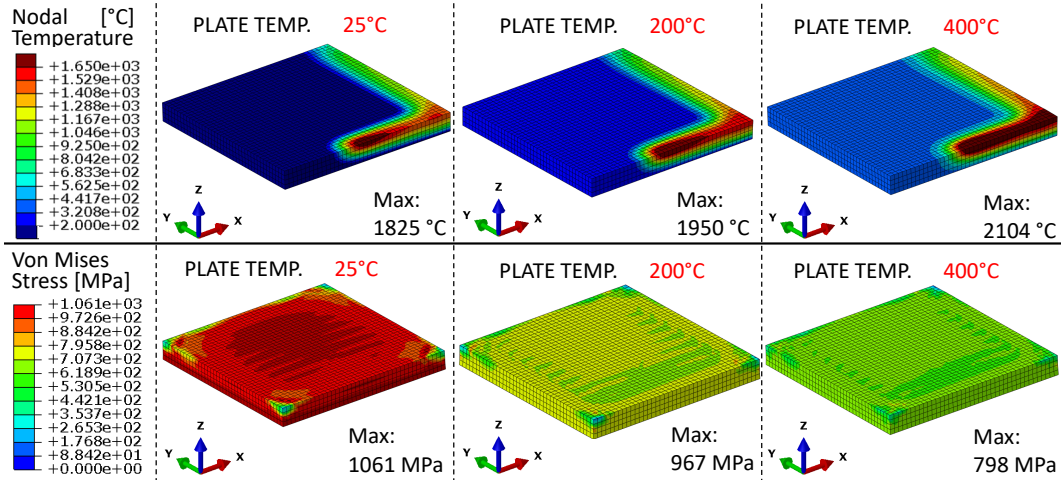 Nodal [°C]
Temperature
+1.650e+03
+1.529e+03
+1.408e+03
+1.288e+03
+1.167e+03
+1.046e+03
+9.250e+02
+8.042e+02
+6.833e+02
+5.625e+02
+4.417e+02
+3.208e+02
+2.000e+02
PLATE TEMP. 25°C
Z
Y
X
Max:
1825 °C
PLATE TEMP. 200°C
Z
Y
X
Max:
1950 °C
PLATE TEMP. 400°C
Z
Y
X
Max:
2104 °C
Von Mises
Stress [MPa]
+1.061e+03
+9.726e+02
+8.842e+02
+7.958e+02
+7.073e+02
+6.189e+02
+5.305e+02
+4.421e+02
+3.537e+02
+2.653e+02
+1.768e+02
+8.842e+01
+0.000e+00
PLATE TEMP. 25°C
Z
Y
X
Max:
1061 MPa
PLATE TEMP. 200°C
Z
Y
X
Max:
967 MPa
PLATE TEMP. 400°C
Z
Y
X
Max:
798 MPa